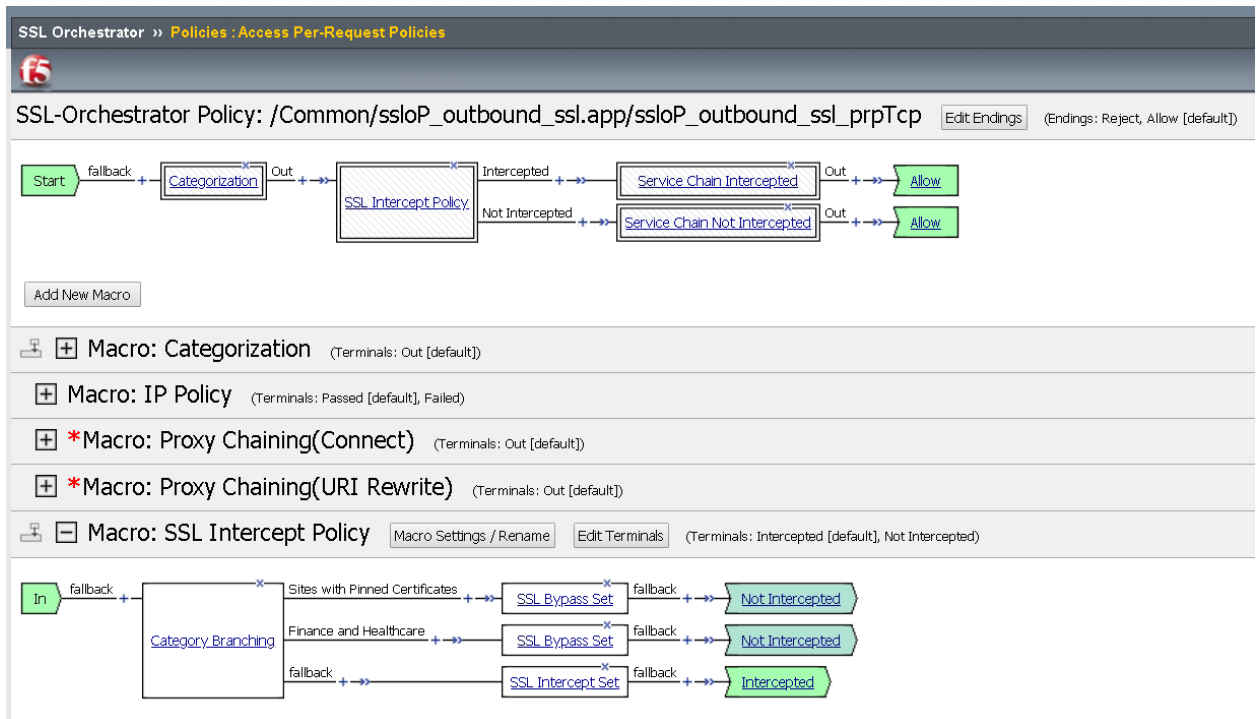 SSL Orchestrator ›› Policies : Access Per-Request Policies
f5
SSL-Orchestrator Policy: /Common/ssloP_outbound_ssl.app/ssloP_outbound_ssl_prpTcp Edit Endings (Endings: Reject, Allow [default])
Start fallback + Categorization x Out + SSL Intercept Policy x Intercepted + Service Chain Intercepted x Out + Allow
Not Intercepted + Service Chain Not Intercepted x Out + Allow
Add New Macro
+ Macro: Categorization (Terminals: Out [default])
+ Macro: IP Policy (Terminals: Passed [default], Failed)
+ *Macro: Proxy Chaining(Connect) (Terminals: Out [default])
+ *Macro: Proxy Chaining(URI Rewrite) (Terminals: Out [default])
− Macro: SSL Intercept Policy Macro Settings / Rename Edit Terminals (Terminals: Intercepted [default], Not Intercepted)
In fallback + Category Branching x Sites with Pinned Certificates + SSL Bypass Set x fallback + Not Intercepted
Finance and Healthcare + SSL Bypass Set x fallback + Not Intercepted
fallback + SSL Intercept Set x fallback + Intercepted